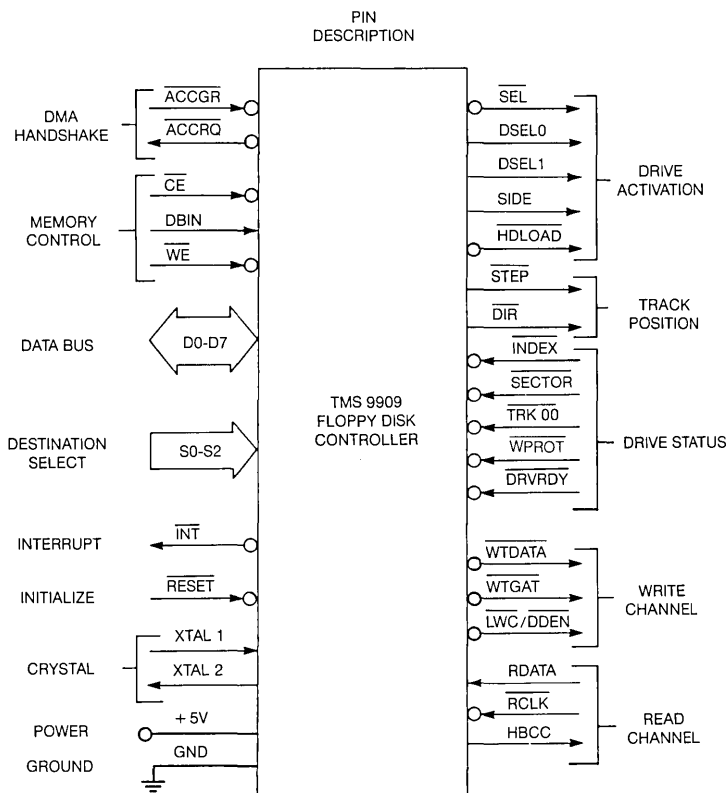 PIN
DESCRIPTION
DMA
HANDSHAKE
ACCGR
ACCRQ
MEMORY
CONTROL
CE
DBIN
WE
DATA BUS
D0-D7
DESTINATION
SELECT
S0-S2
INTERRUPT
INT
INITIALIZE
RESET
CRYSTAL
XTAL 1
XTAL 2
POWER
+ 5V
GROUND
GND
TMS 9909
FLOPPY DISK
CONTROLLER
SEL
DSEL0
DSEL1
SIDE
HDLOAD
DRIVE
ACTIVATION
STEP
DIR
TRACK
POSITION
INDEX
SECTOR
TRK 00
WPROT
DRVRDY
DRIVE STATUS
WTDATA
WTGAT
LWC/DDEN
WRITE
CHANNEL
RDATA
RCLK
HBCC
READ
CHANNEL